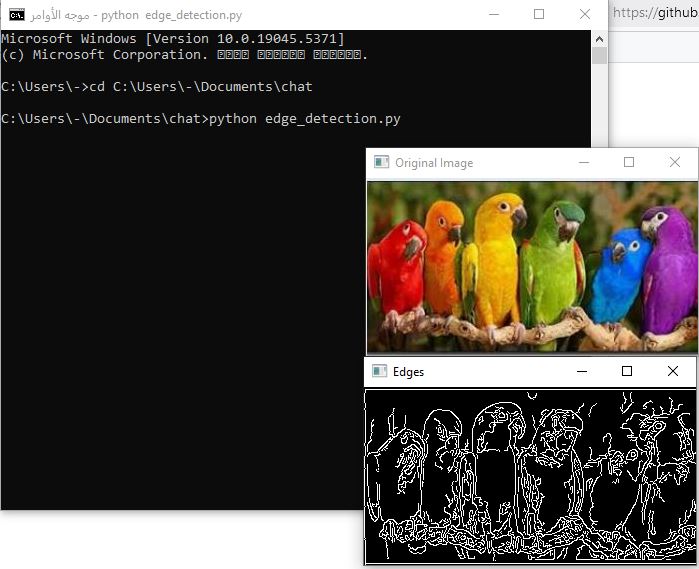 موجه الأوامر - python  edge_detection.py
https://github
Microsoft Windows [Version 10.0.19045.5371]
(c) Microsoft Corporation.
C:\Users\->cd C:\Users\-\Documents\chat
C:\Users\-\Documents\chat>python edge_detection.py
Original Image
Edges